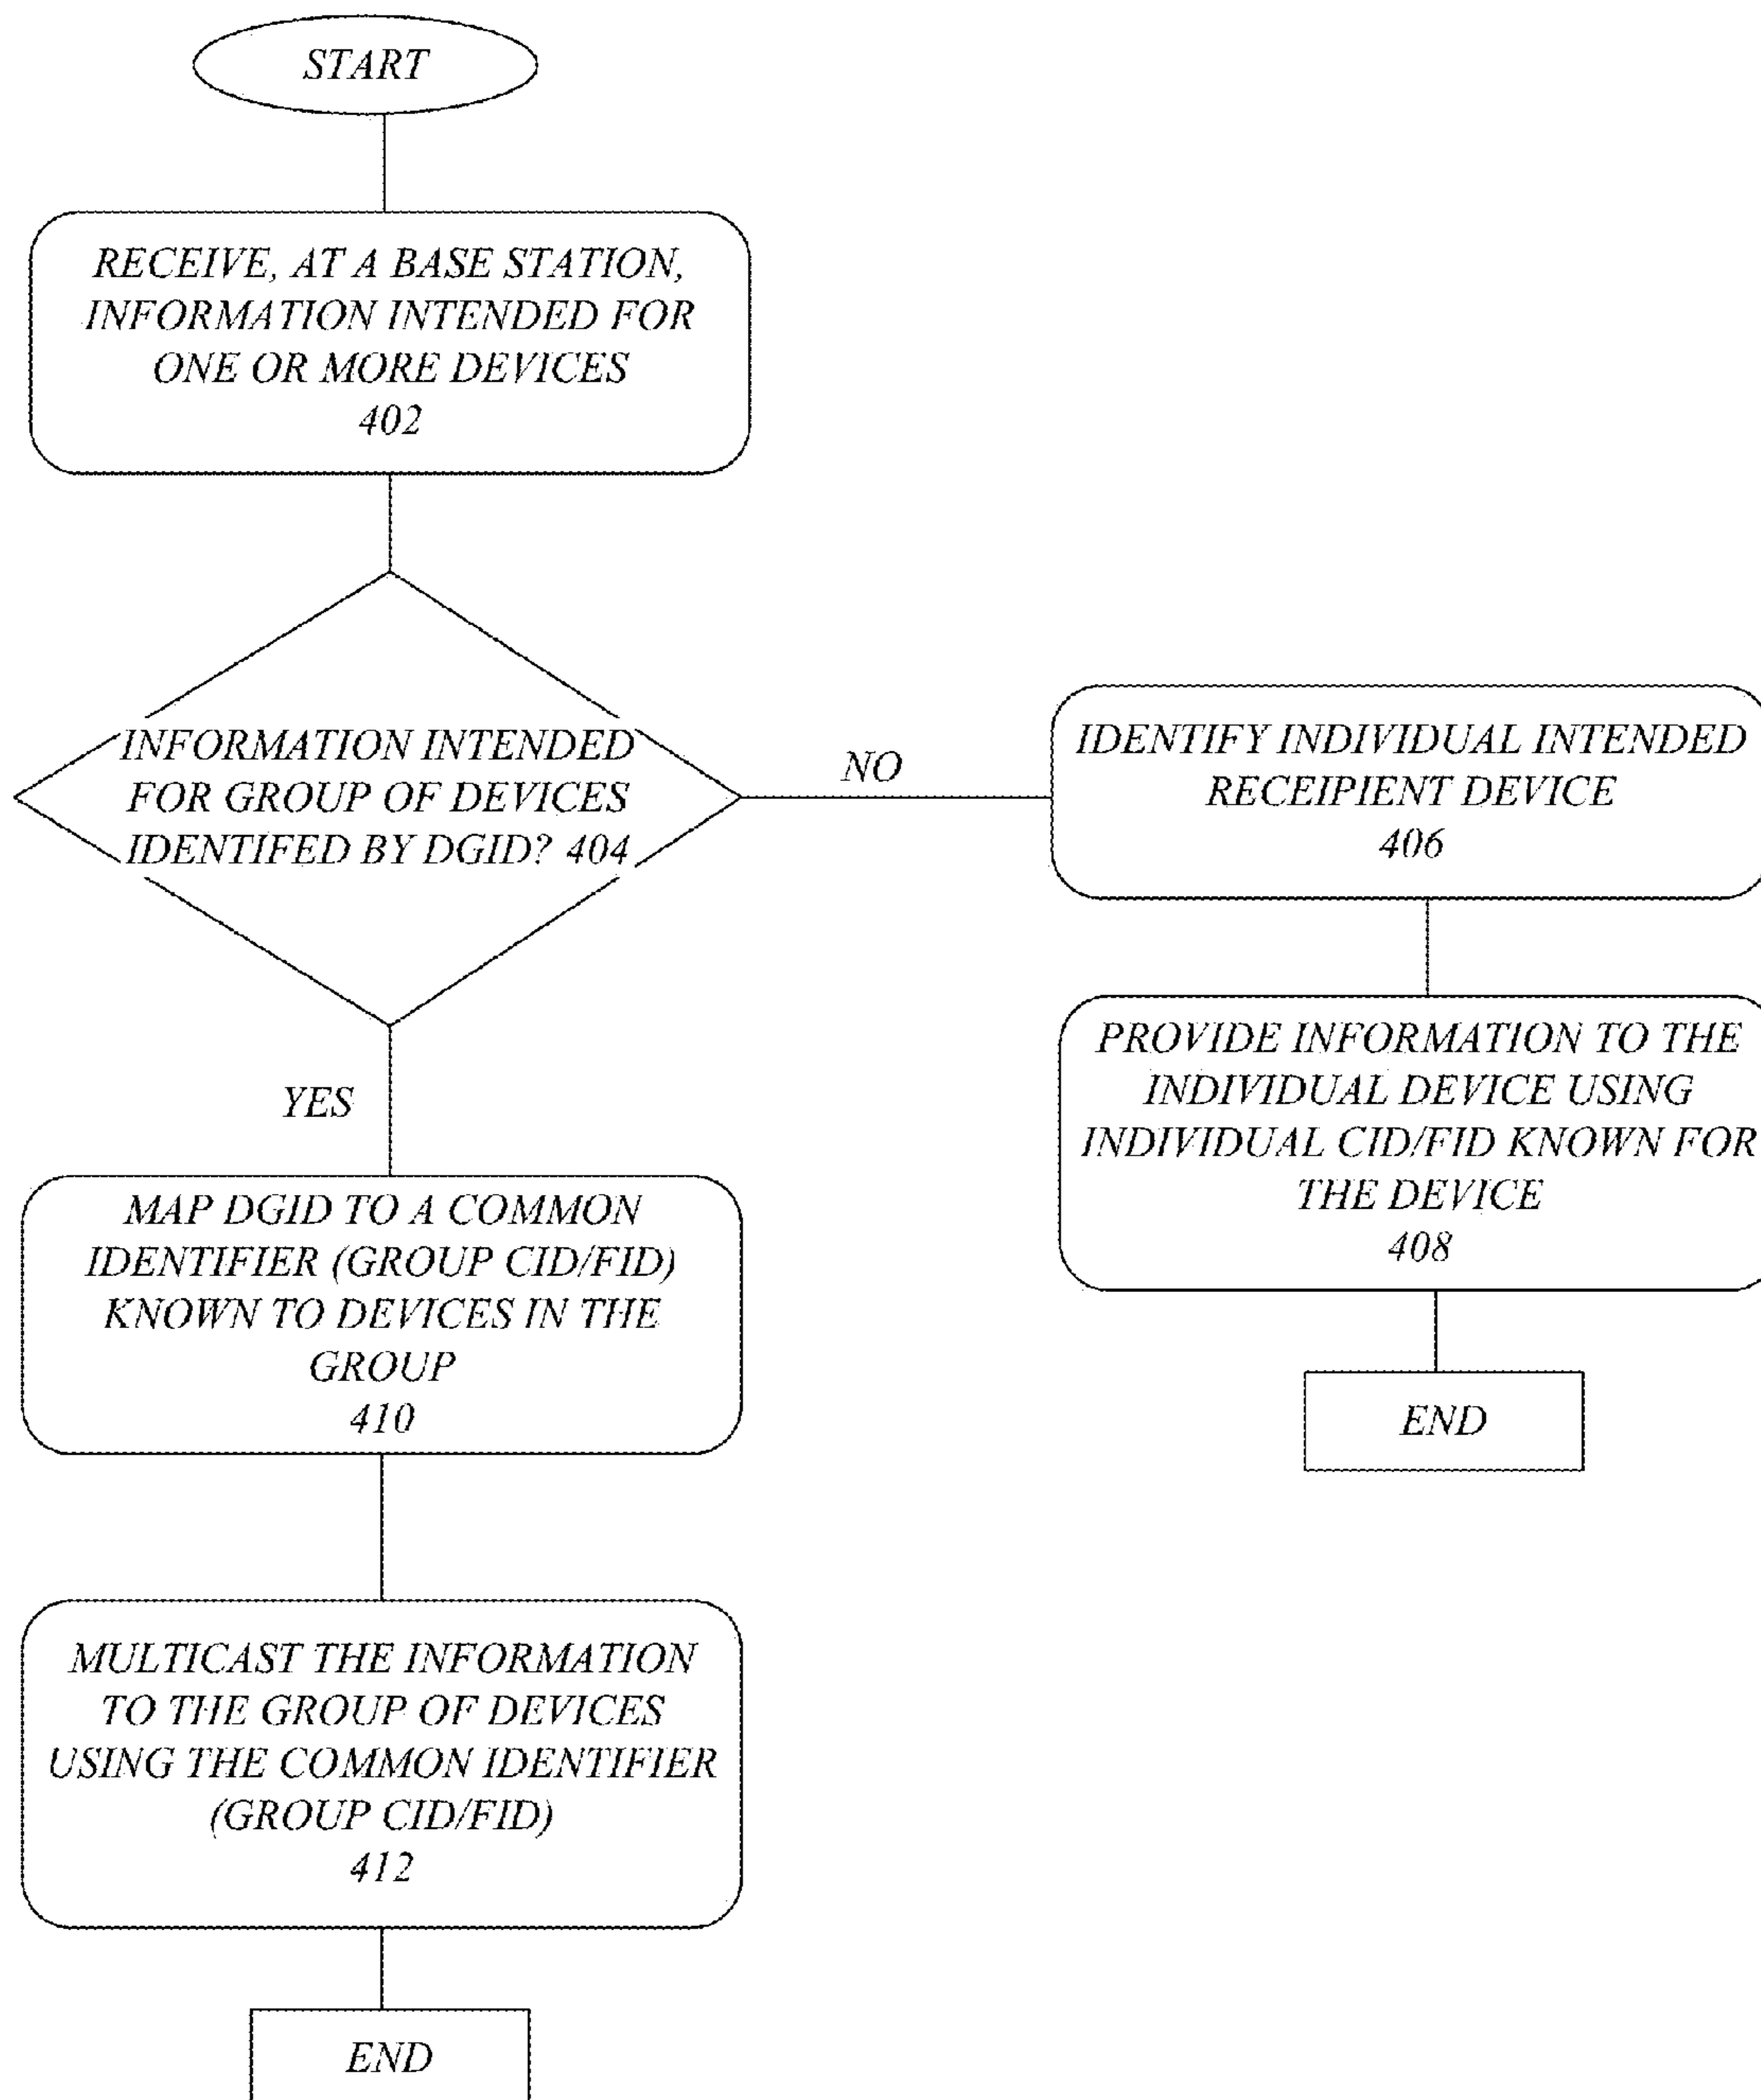 START
RECEIVE, AT A BASE STATION,
INFORMATION INTENDED FOR
ONE OR MORE DEVICES
402
INFORMATION INTENDED
FOR GROUP OF DEVICES
IDENTIFED BY DGID? 404
NO
IDENTIFY INDIVIDUAL INTENDED
RECEIPIENT DEVICE
406
PROVIDE INFORMATION TO THE
INDIVIDUAL DEVICE USING
INDIVIDUAL CID/FID KNOWN FOR
THE DEVICE
408
END
YES
MAP DGID TO A COMMON
IDENTIFIER (GROUP CID/FID)
KNOWN TO DEVICES IN THE
GROUP
410
MULTICAST THE INFORMATION
TO THE GROUP OF DEVICES
USING THE COMMON IDENTIFIER
(GROUP CID/FID)
412
END